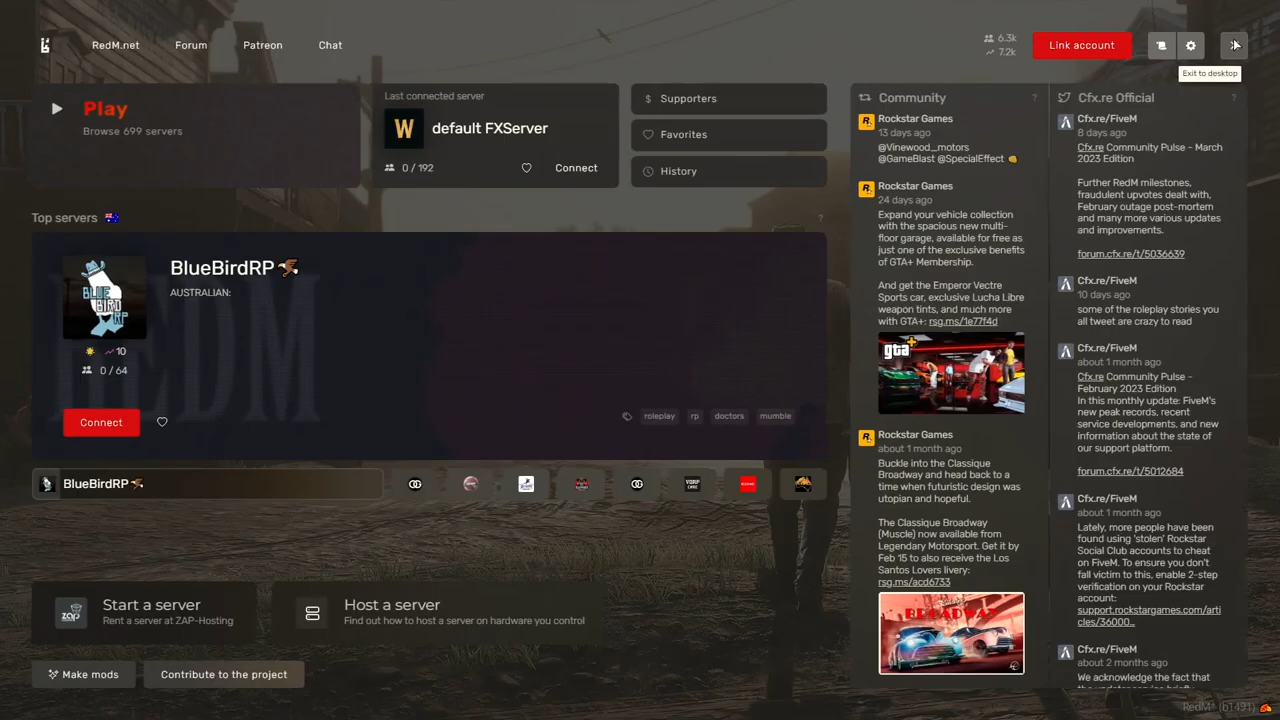 RedM.net
Forum
Patreon
Chat
6.3k
7.2k
Link account
Exit to desktop
Play
Browse 699 servers
Last connected server
W
default FXServer
0 / 192
Connect
$ Supporters
Favorites
History
Top servers
?
BLUE
BIRD
RP
BlueBirdRP
AUSTRALIAN:
10
0 / 64
REDM
Connect
roleplay
rp
doctors
mumble
BlueBirdRP
VORP
CORE
zap
Start a server
Rent a server at ZAP-Hosting
Host a server
Find out how to host a server on hardware you control
Make mods
Contribute to the project
Community
?
Rockstar Games
13 days ago
@Vinewood_motors
@GameBlast @SpecialEffect
Rockstar Games
24 days ago
Expand your vehicle collection
with the spacious new multi-
floor garage, available for free as
just one of the exclusive benefits
of GTA+ Membership.
And get the Emperor Vectre
Sports car, exclusive Lucha Libre
weapon tints, and much more
with GTA+: rsg.ms/1e77f4d
gta+
Rockstar Games
about 1 month ago
Buckle into the Classique
Broadway and head back to a
time when futuristic design was
utopian and hopeful.
The Classique Broadway
(Muscle) now available from
Legendary Motorsport. Get it by
Feb 15 to also receive the Los
Santos Lovers livery:
rsg.ms/acd6733
BROADWAY
Cfx.re Official
?
Cfx.re/FiveM
8 days ago
Cfx.re Community Pulse – March
2023 Edition
Further RedM milestones,
fraudulent upvotes dealt with,
February outage post-mortem
and many more various updates
and improvements.
forum.cfx.re/t/5036639
Cfx.re/FiveM
10 days ago
some of the roleplay stories you
all tweet are crazy to read
Cfx.re/FiveM
about 1 month ago
Cfx.re Community Pulse –
February 2023 Edition
In this monthly update: FiveM's
new peak records, recent
service developments, and new
information about the state of
our support platform.
forum.cfx.re/t/5012684
Cfx.re/FiveM
about 1 month ago
Lately, more people have been
found using 'stolen' Rockstar
Social Club accounts to cheat
on FiveM. To ensure you don't
fall victim to this, enable 2-step
verification on your Rockstar
account:
support.rockstargames.com/arti
cles/36000…
Cfx.re/FiveM
about 2 months ago
We acknowledge the fact that
RedM* (b1491)